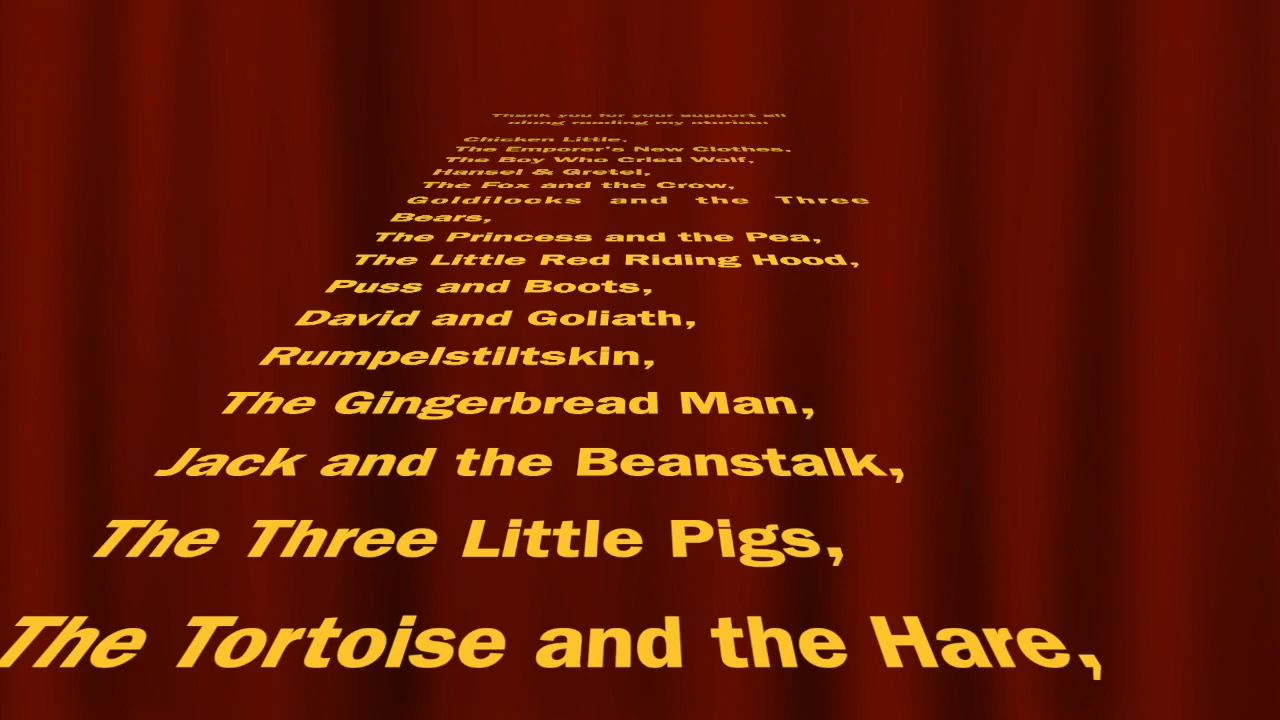 Thank you for your support all
along reading my stories:
Chicken Little,
The Emperor's New Clothes,
The Boy Who Cried Wolf,
Hansel & Gretel,
The Fox and the Crow,
Goldilocks and the Three
Bears,
The Princess and the Pea,
The Little Red Riding Hood,
Puss and Boots,
David and Goliath,
Rumpelstiltskin,
The Gingerbread Man,
Jack and the Beanstalk,
The Three Little Pigs,
The Tortoise and the Hare,